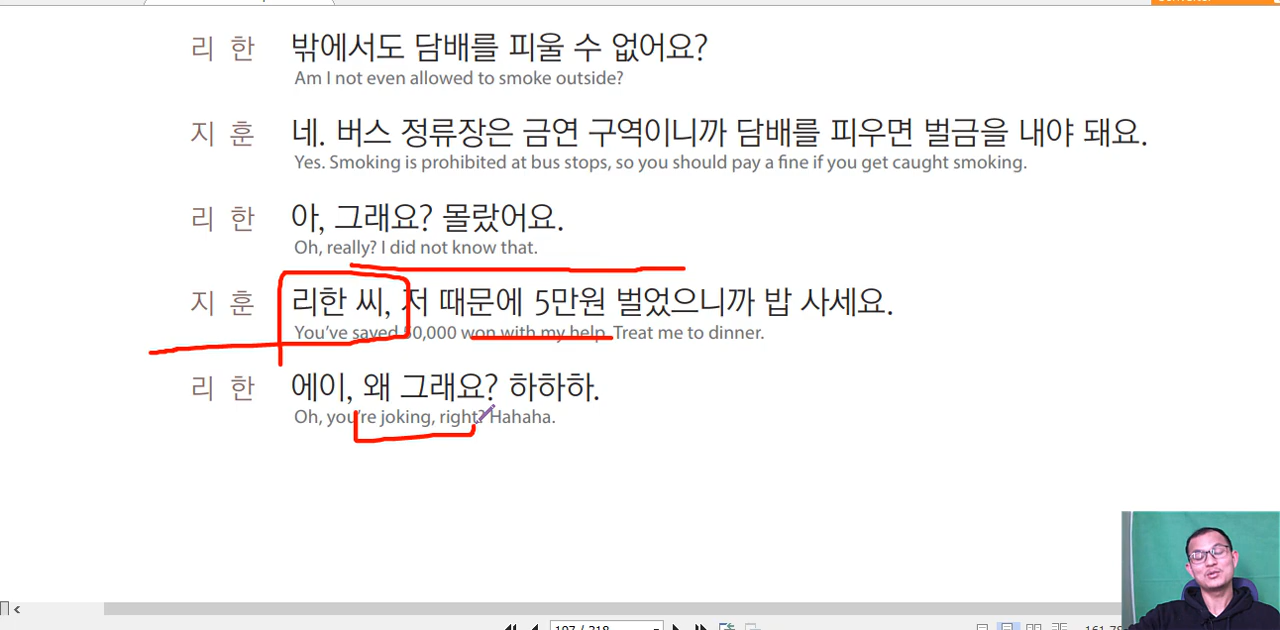 리 한 밖에서도 담배를 피울 수 없어요?
Am I not even allowed to smoke outside?
지 훈 네. 버스 정류장은 금연 구역이니까 담배를 피우면 벌금을 내야 돼요.
Yes. Smoking is prohibited at bus stops, so you should pay a fine if you get caught smoking.
리 한 아, 그래요? 몰랐어요.
Oh, really? I did not know that.
지 훈 리한 씨, 저 때문에 5만원 벌었으니까 밥 사세요.
You've saved 50,000 won with my help. Treat me to dinner.
리 한 에이, 왜 그래요? 하하하.
Oh, you're joking, right? Hahaha.